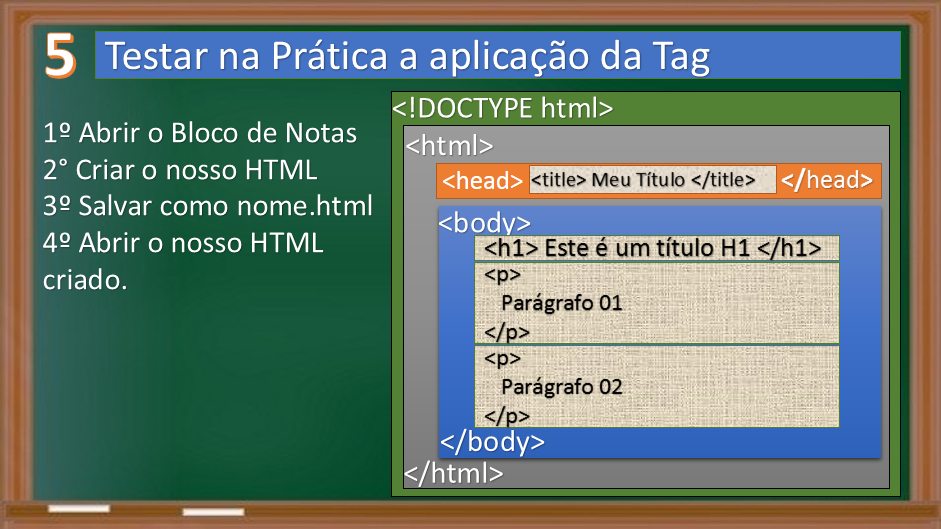 5 Testar na Prática a aplicação da Tag
1º Abrir o Bloco de Notas
2° Criar o nosso HTML
3º Salvar como nome.html
4º Abrir o nosso HTML
criado.
<!DOCTYPE html>
<html>
<head> <title> Meu Título </title> </head>
<body>
<h1> Este é um título H1 </h1>
<p>
Parágrafo 01
</p>
<p>
Parágrafo 02
</p>
</body>
</html>